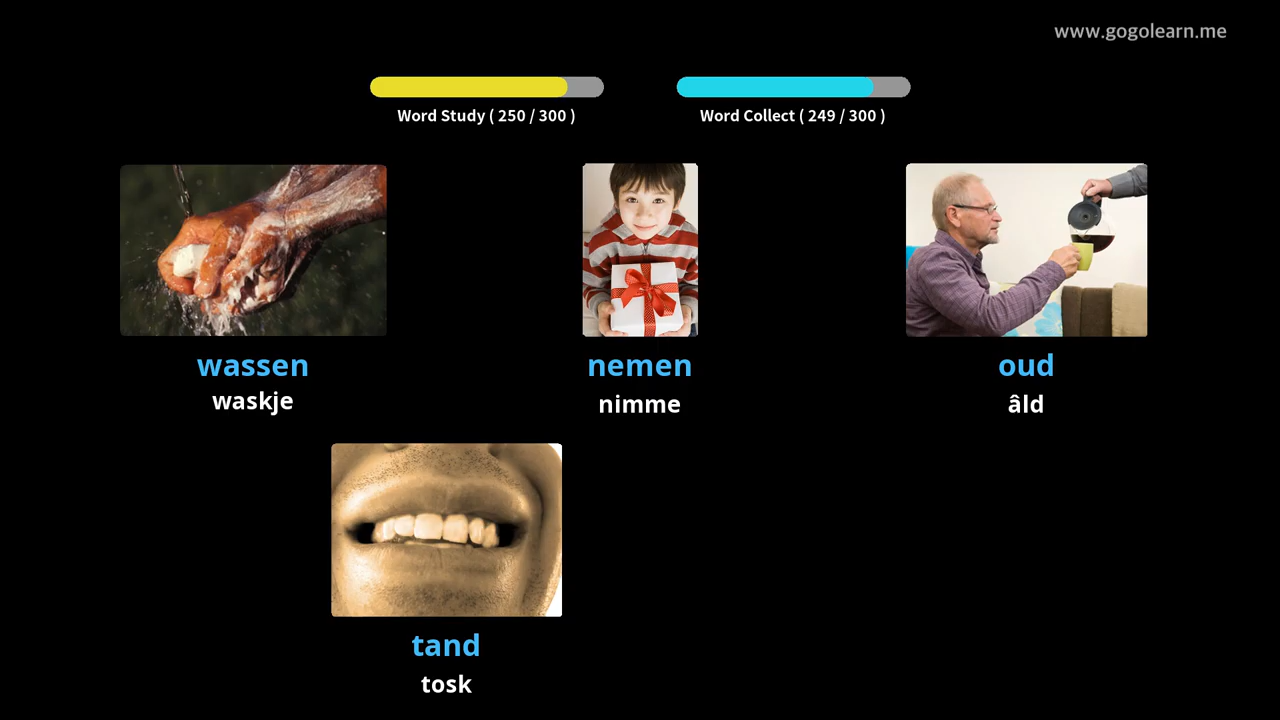 www.gogolearn.me
Word Study ( 250 / 300 )
Word Collect ( 249 / 300 )
wassen
waskje
nemen
nimme
oud
âld
tand
tosk